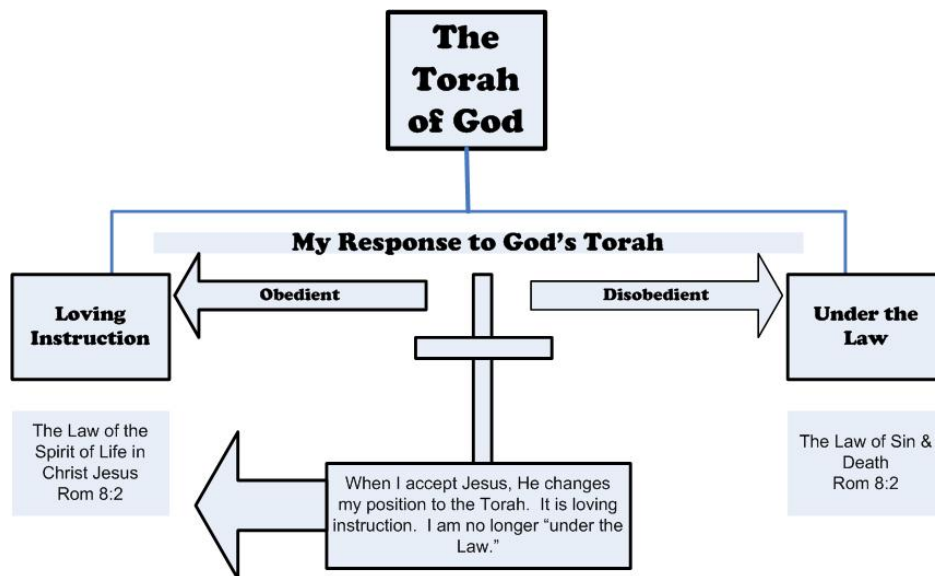 The
Torah
of God
My Response to God's Torah
Obedient
Disobedient
Loving
Instruction
Under the
Law
The Law of the
Spirit of Life in
Christ Jesus
Rom 8:2
The Law of Sin &
Death
Rom 8:2
When I accept Jesus, He changes
my position to the Torah.  It is loving
instruction.  I am no longer “under the
Law.”